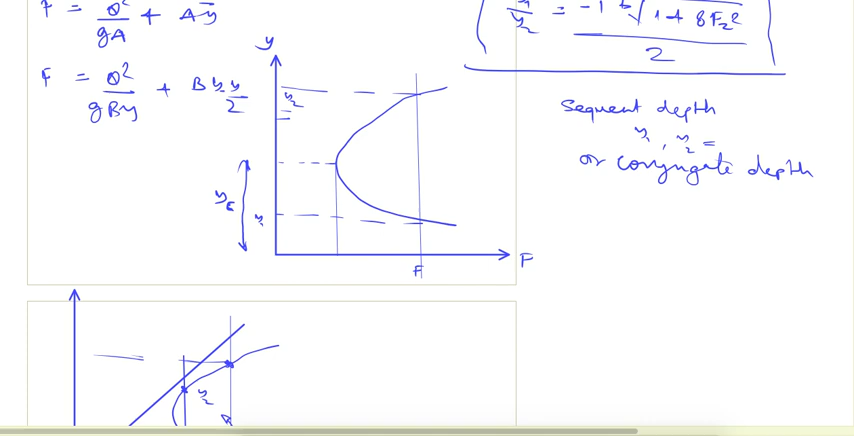 F = Q²/gA + Aȳ
F = Q²/gBy + By·y/2
y
y₂
y_c
y₁
F
F
y₁/y₂ = (-1 + √(1 + 8F₂²))/2
Sequent depth
y₁, y₂ =
or conjugate depth
y₂